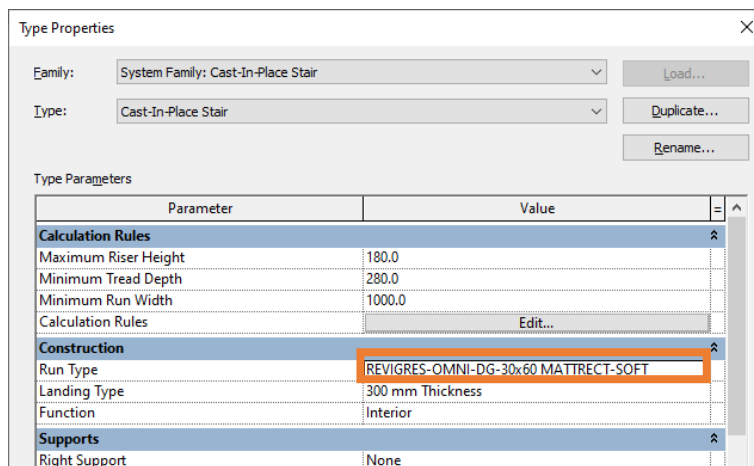 Type Properties
Family: System Family: Cast-In-Place Stair Load...
Type: Cast-In-Place Stair Duplicate...
Rename...
Type Parameters
Parameter Value =
Calculation Rules
Maximum Riser Height 180.0
Minimum Tread Depth 280.0
Minimum Run Width 1000.0
Calculation Rules Edit...
Construction
Run Type REVIGRES-OMNI-DG-30x60 MATTRECT-SOFT
Landing Type 300 mm Thickness
Function Interior
Supports
Right Support None